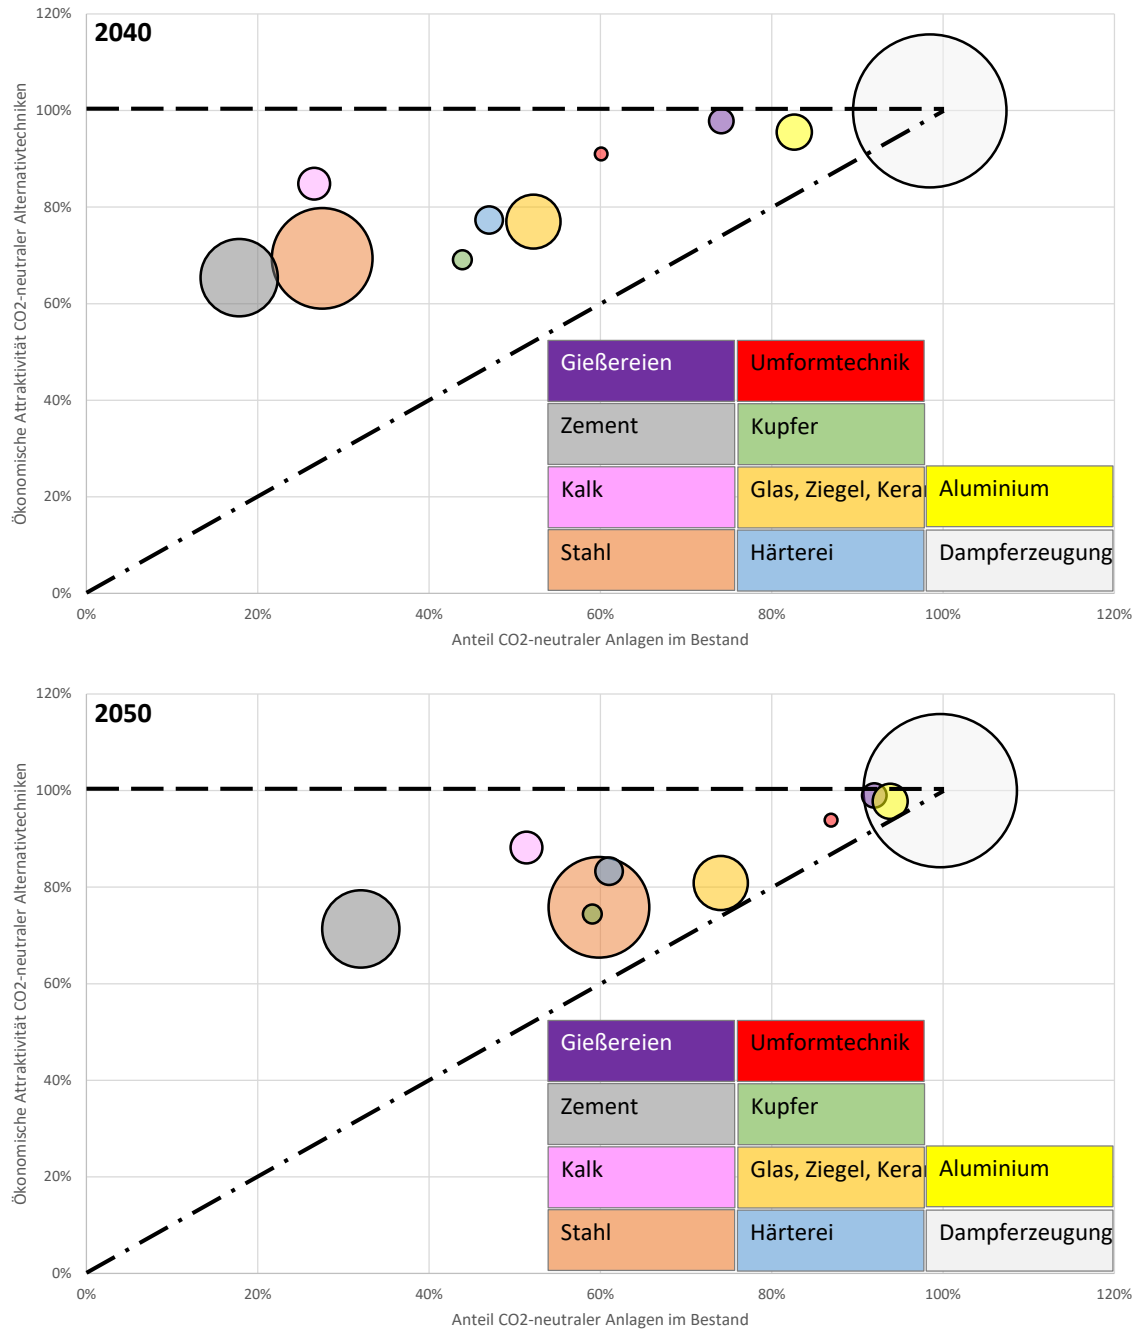 2040
120%
100%
80%
60%
40%
20%
0%
Ökonomische Attraktivität CO2-neutraler Alternativtechniken
Gießereien
Umformtechnik
Zement
Kupfer
Kalk
Glas, Ziegel, Kerar
Aluminium
Stahl
Härterei
Dampferzeugung
0%
20%
40%
60%
80%
100%
120%
Anteil CO2-neutraler Anlagen im Bestand
2050
120%
100%
80%
60%
40%
20%
0%
Ökonomische Attraktivität CO2-neutraler Alternativtechniken
Gießereien
Umformtechnik
Zement
Kupfer
Kalk
Glas, Ziegel, Kerar
Aluminium
Stahl
Härterei
Dampferzeugung
0%
20%
40%
60%
80%
100%
120%
Anteil CO2-neutraler Anlagen im Bestand